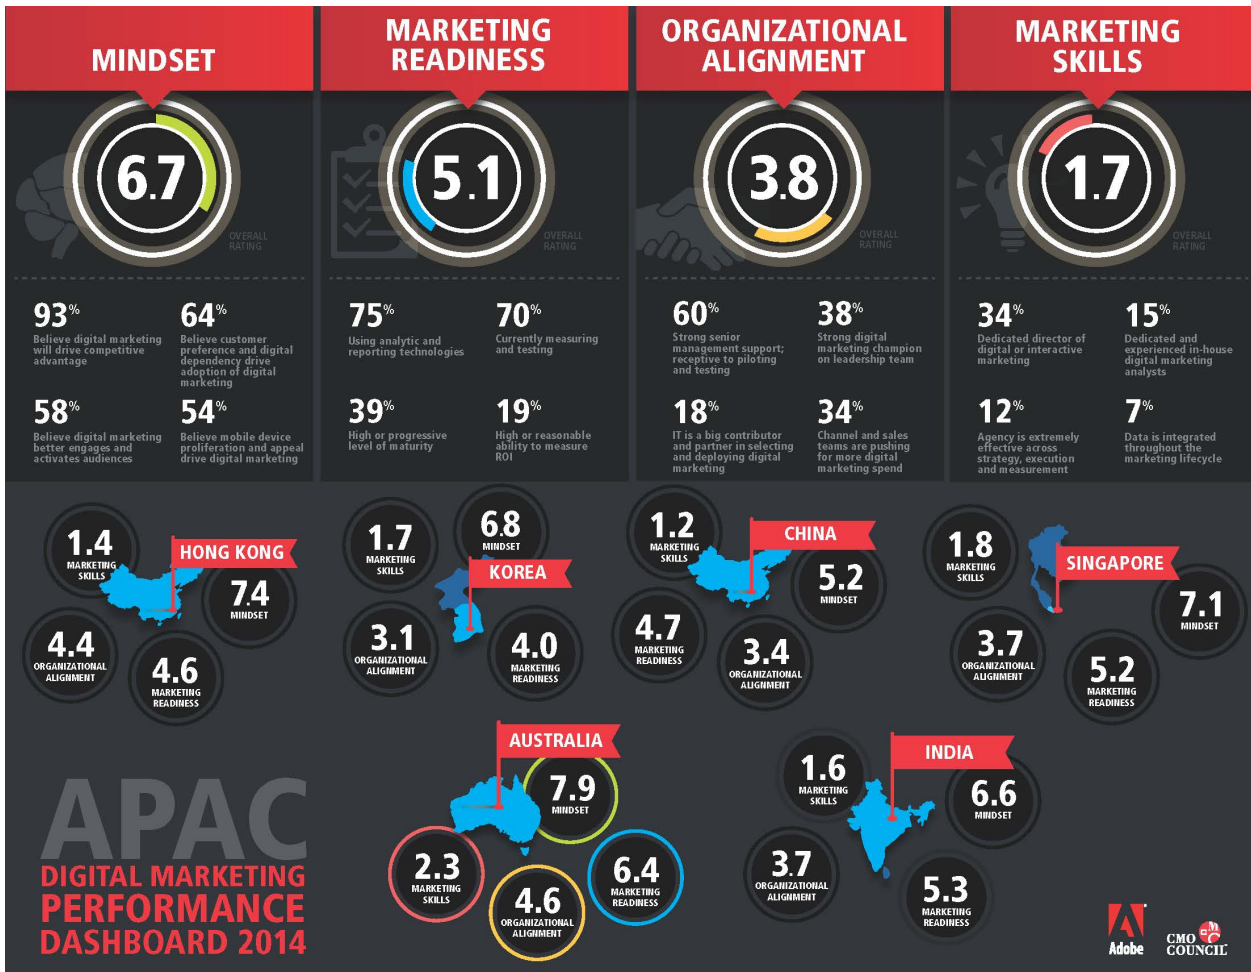 MINDSET
MARKETING
READINESS
ORGANIZATIONAL
ALIGNMENT
MARKETING
SKILLS
6.7
OVERALL
RATING
5.1
OVERALL
RATING
3.8
OVERALL
RATING
1.7
OVERALL
RATING
93%
Believe digital marketing
will drive competitive
advantage
64%
Believe customer
preference and digital
dependency drive
adoption of digital
marketing
58%
Believe digital marketing
better engages and
activates audiences
54%
Believe mobile device
proliferation and appeal
drive digital marketing
75%
Using analytic and
reporting technologies
70%
Currently measuring
and testing
39%
High or progressive
level of maturity
19%
High or reasonable
ability to measure
ROI
60%
Strong senior
management support;
receptive to piloting
and testing
38%
Strong digital
marketing champion
on leadership team
18%
IT is a big contributor
and partner in selecting
and deploying digital
marketing
34%
Channel and sales
teams are pushing
for more digital
marketing spend
34%
Dedicated director of
digital or interactive
marketing
15%
Dedicated and
experienced in-house
digital marketing
analysts
12%
Agency is extremely
effective across
strategy, execution
and measurement
7%
Data is integrated
throughout the
marketing lifecycle
HONG KONG
1.4
MARKETING
SKILLS
7.4
MINDSET
4.4
ORGANIZATIONAL
ALIGNMENT
4.6
MARKETING
READINESS
KOREA
1.7
MARKETING
SKILLS
6.8
MINDSET
3.1
ORGANIZATIONAL
ALIGNMENT
4.0
MARKETING
READINESS
CHINA
1.2
MARKETING
SKILLS
5.2
MINDSET
4.7
MARKETING
READINESS
3.4
ORGANIZATIONAL
ALIGNMENT
SINGAPORE
1.8
MARKETING
SKILLS
7.1
MINDSET
3.7
ORGANIZATIONAL
ALIGNMENT
5.2
MARKETING
READINESS
AUSTRALIA
7.9
MINDSET
2.3
MARKETING
SKILLS
4.6
ORGANIZATIONAL
ALIGNMENT
6.4
MARKETING
READINESS
INDIA
1.6
MARKETING
SKILLS
6.6
MINDSET
3.7
ORGANIZATIONAL
ALIGNMENT
5.3
MARKETING
READINESS
APAC
DIGITAL MARKETING
PERFORMANCE
DASHBOARD 2014
Adobe
CMO
COUNCIL